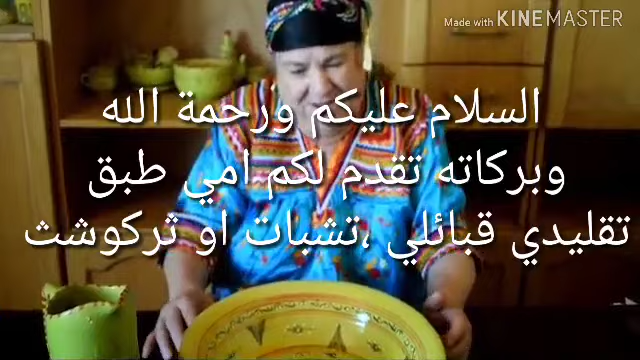 Made with KINEMASTER
السلام عليكم ورحمة الله
وبركاته تقدم لكم امي طبق
تقليدي قبائلي ،تشبات او ثركوشث